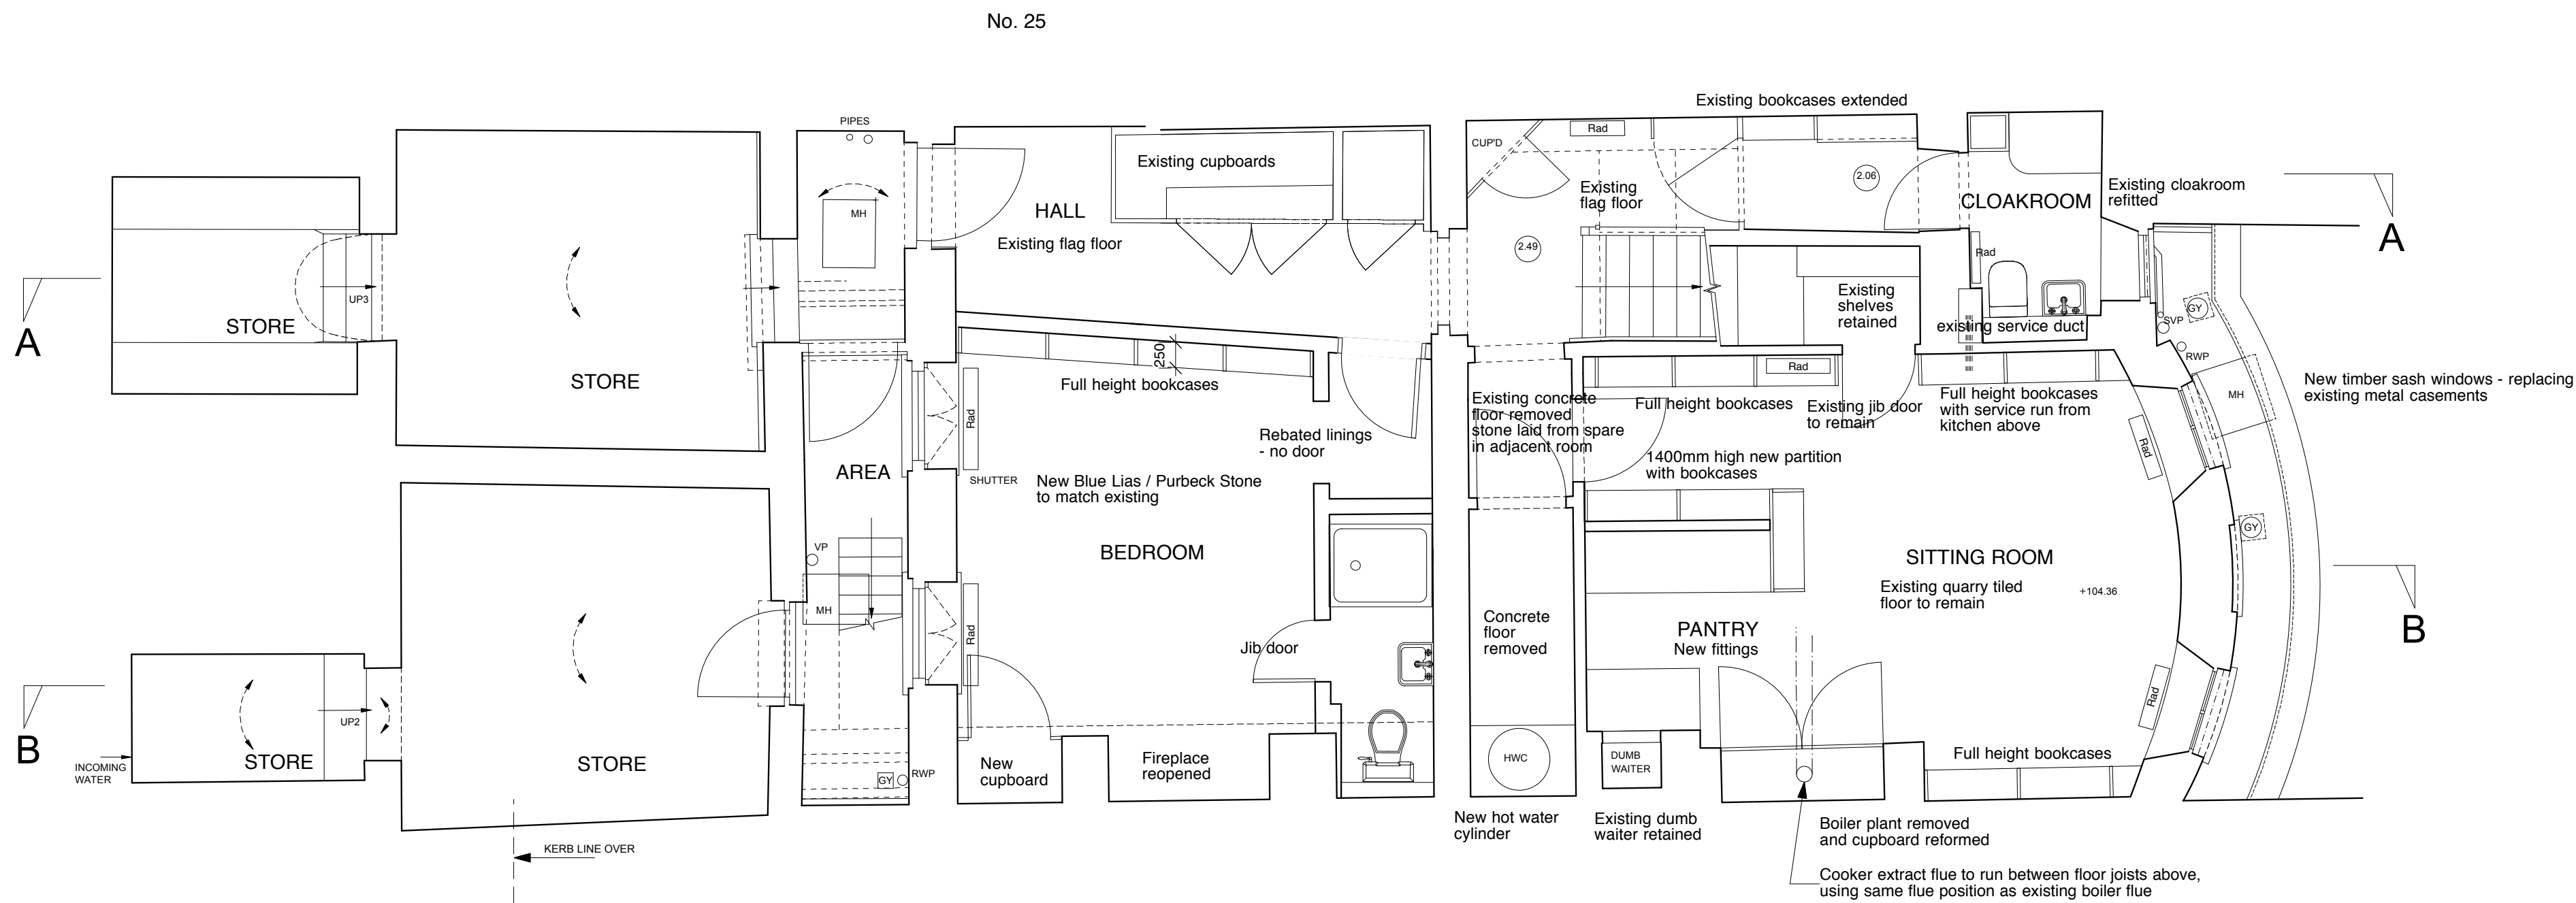 No. 25
Existing bookcases extended
PIPES
Rad
CUP'D
Existing cupboards
MH
HALL
Existing flag floor
Existing
flag floor
2.06
2.49
CLOAKROOM
Existing cloakroom
refitted
A
A
Rad
UP3
STORE
STORE
Existing
shelves
retained
existing service duct
GY
SVP
RWP
MH
250
Full height bookcases
Rad
Rad
SHUTTER
AREA
New Blue Lias / Purbeck Stone
to match existing
Rebated linings
- no door
Existing concrete
floor removed
stone laid from spare
in adjacent room
Full height bookcases
Existing jib door
to remain
Full height bookcases
with service run from
kitchen above
New timber sash windows - replacing
existing metal casements
Rad
1400mm high new partition
with bookcases
GY
VP
MH
BEDROOM
SITTING ROOM
Existing quarry tiled
floor to remain
+104.36
B
B
Rad
Jib door
Concrete
floor
removed
PANTRY
New fittings
Rad
UP2
STORE
STORE
INCOMING
WATER
GY
RWP
New
cupboard
Fireplace
reopened
HWC
DUMB
WAITER
Full height bookcases
New hot water
cylinder
Existing dumb
waiter retained
Boiler plant removed
and cupboard reformed
KERB LINE OVER
Cooker extract flue to run between floor joists above,
using same flue position as existing boiler flue